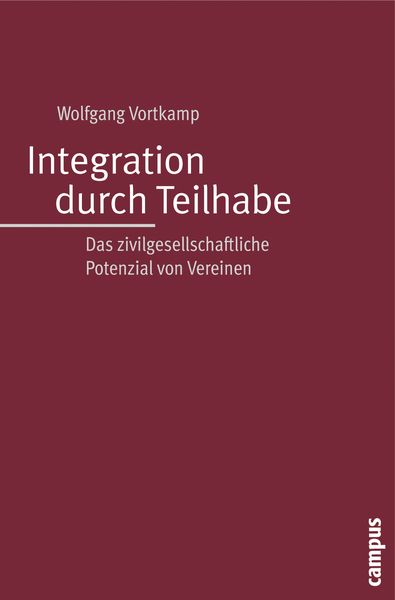 Wolfgang Vortkamp
Integration
durch Teilhabe
Das zivilgesellschaftliche
Potenzial von Vereinen
campus